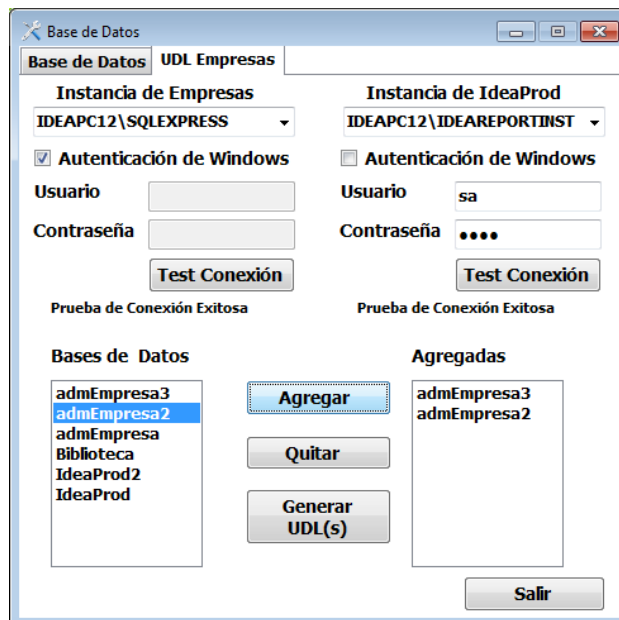 Base de Datos
Base de Datos UDL Empresas
Instancia de Empresas
IDEAPC12\SQLEXPRESS
Autenticación de Windows
Usuario
Contraseña
Test Conexión
Prueba de Conexión Exitosa
Instancia de IdeaProd
IDEAPC12\IDEAREPORTINST
Autenticación de Windows
Usuario sa
Contraseña ●●●●
Test Conexión
Prueba de Conexión Exitosa
Bases de Datos
admEmpresa3
admEmpresa2
admEmpresa
Biblioteca
IdeaProd2
IdeaProd
Agregar
Quitar
Generar
UDL(s)
Agregadas
admEmpresa3
admEmpresa2
Salir